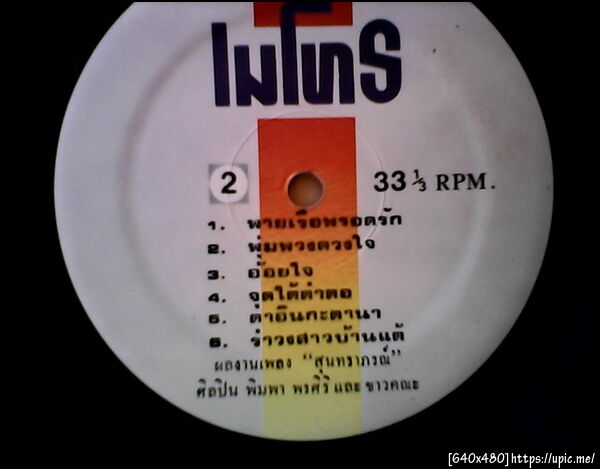 ไมโทร
2 33 1/3 RPM.
1. พายเรือพรอดรัก
2. พุ่มพวงดวงใจ
3. อ้อยใจ
4. จุดไต้ตำตอ
5. ตาอินกะตานา
6. รำวงสาวบ้านแต้
ผลงานเพลง "สุนทราภรณ์"
ศิลปิน พิมพา พรศิริ และ ชาวคณะ
[640x480]https://upic.me/